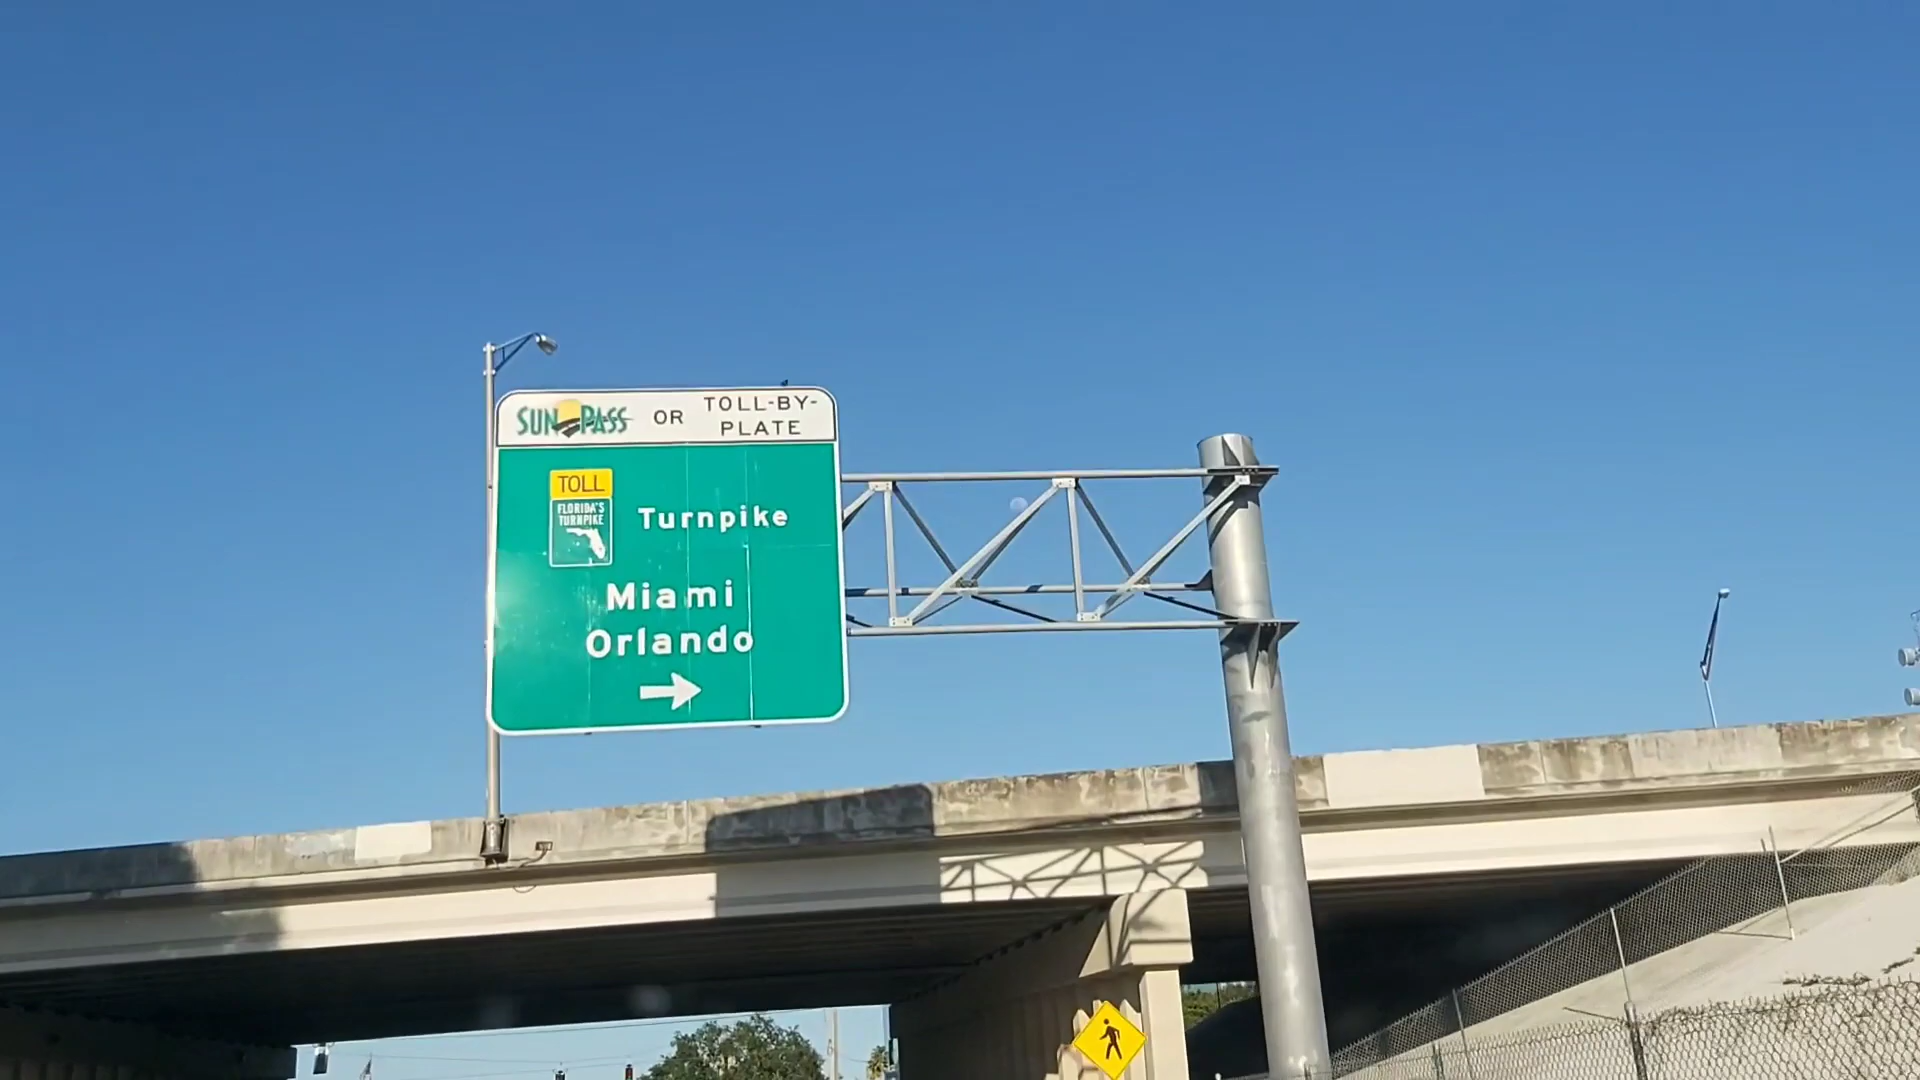 SUNPASS OR TOLL-BY-
PLATE
TOLL
FLORIDA'S
TURNPIKE
Turnpike
Miami
Orlando